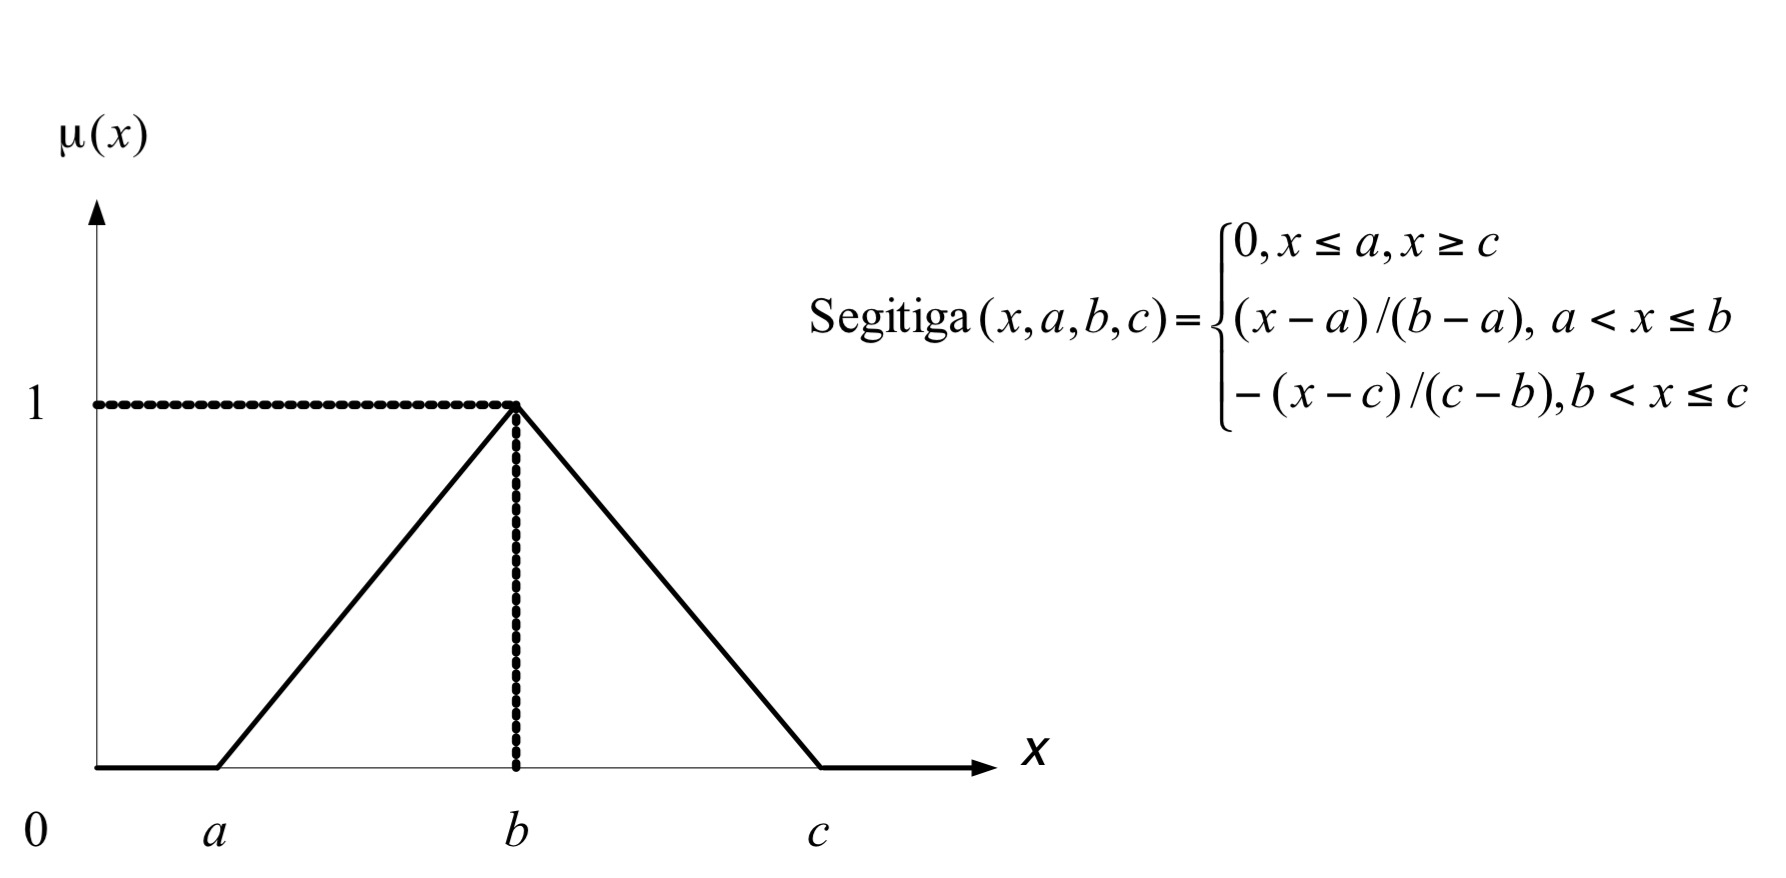 μ(x)
0, x ≤ a, x ≥ c
Segitiga (x, a, b, c) = (x − a) /(b − a), a < x ≤ b
− (x − c) /(c − b), b < x ≤ c
1
x
0 a b c